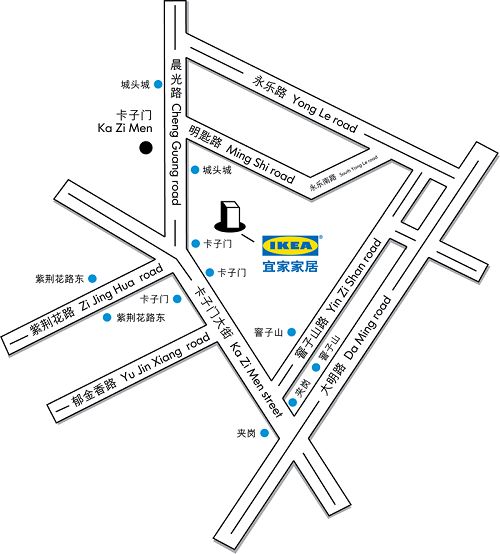 永乐路 Yong Le road
晨光路 Cheng Guang road
城头城
卡子门
Ka Zi Men
明匙路 Ming Shi road
永乐南路 South Yong Le road
城头城
卡子门
IKEA
宜家家居
卡子门
紫荆花路东
紫荆花路 Zi Jing Hua road
卡子门
紫荆花路东
卡子门大街 Ka Zi Men street
窨子山路 Yin Zi Shan road
窨子山
窨子山
大明路 Da Ming road
郁金香路 Yu Jin Xiang road
夹岗
夹岗